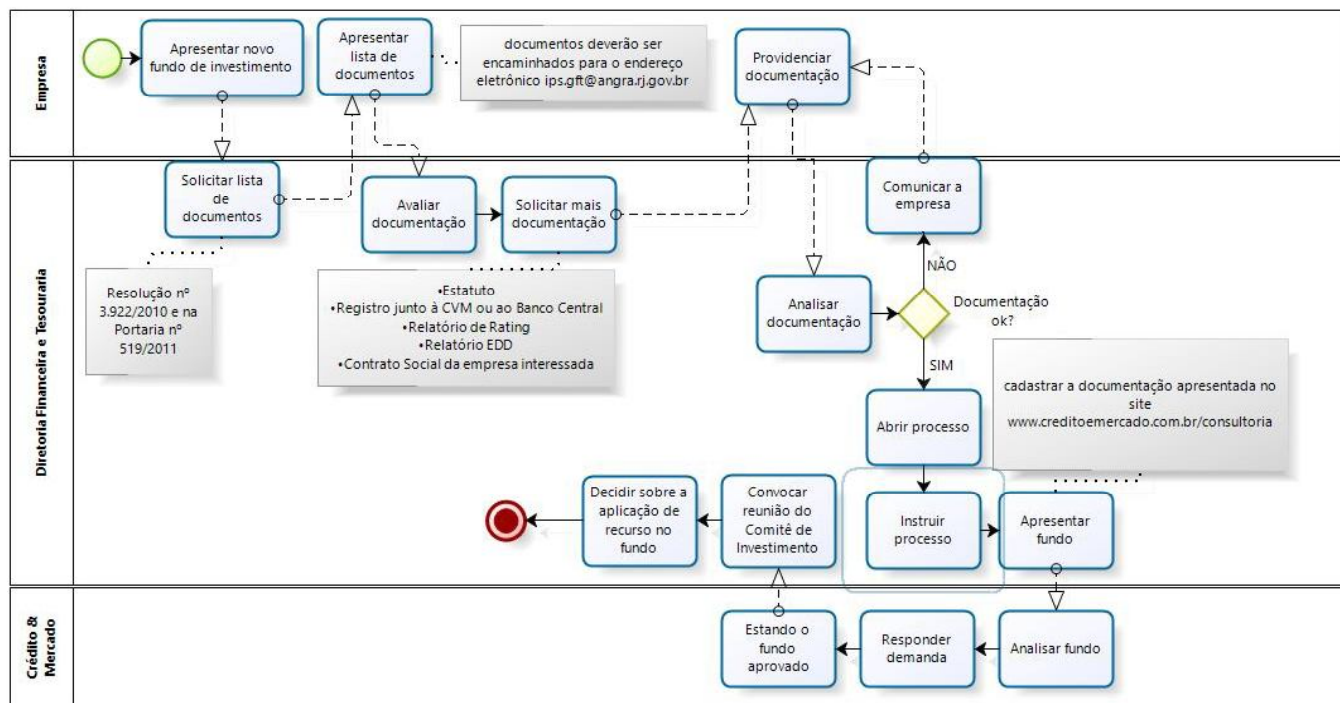 Empresa
Apresentar novo
fundo de investimento
Apresentar
lista de
documentos
documentos deverão ser
encaminhados para o endereço
eletrônico ips.gft@angra.rj.gov.br
Providenciar
documentação
Diretoria Financeira e Tesouraria
Solicitar lista
de
documentos
Avaliar
documentação
Solicitar mais
documentação
Comunicar a
empresa
Resolução nº
3.922/2010 e na
Portaria nº
519/2011
•Estatuto
•Registro junto à CVM ou ao Banco Central
•Relatório de Rating
•Relatório EDD
•Contrato Social da empresa interessada
Analisar
documentação
NÃO
Documentação
ok?
SIM
cadastrar a documentação apresentada no
site
www.creditoemercado.com.br/consultoria
Abrir processo
Decidir sobre a
aplicação de
recurso no
fundo
Convocar
reunião do
Comitê de
Investimento
Instruir
processo
Apresentar
fundo
Crédito &
Mercado
Estando o
fundo
aprovado
Responder
demanda
Analisar fundo